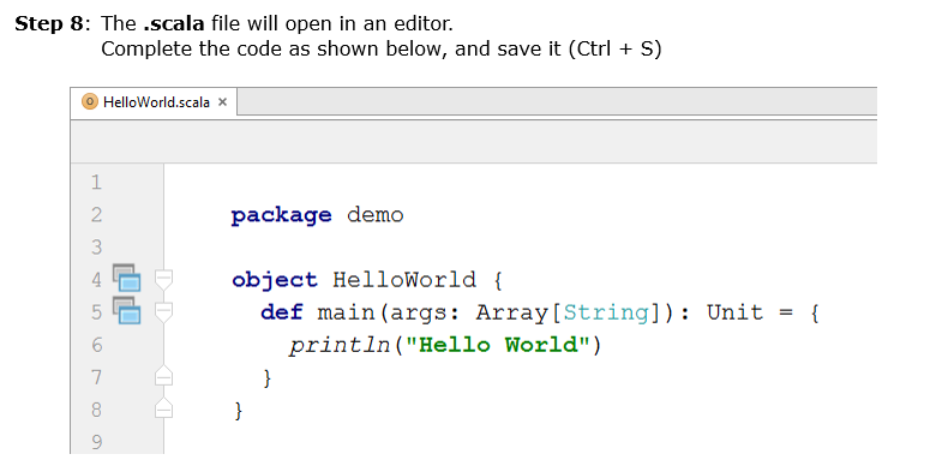 Step 8: The .scala file will open in an editor.
Complete the code as shown below, and save it (Ctrl + S)
HelloWorld.scala ×
1
2 package demo
3
4 object HelloWorld {
5 def main(args: Array[String]): Unit = {
6 println("Hello World")
7 }
8 }
9